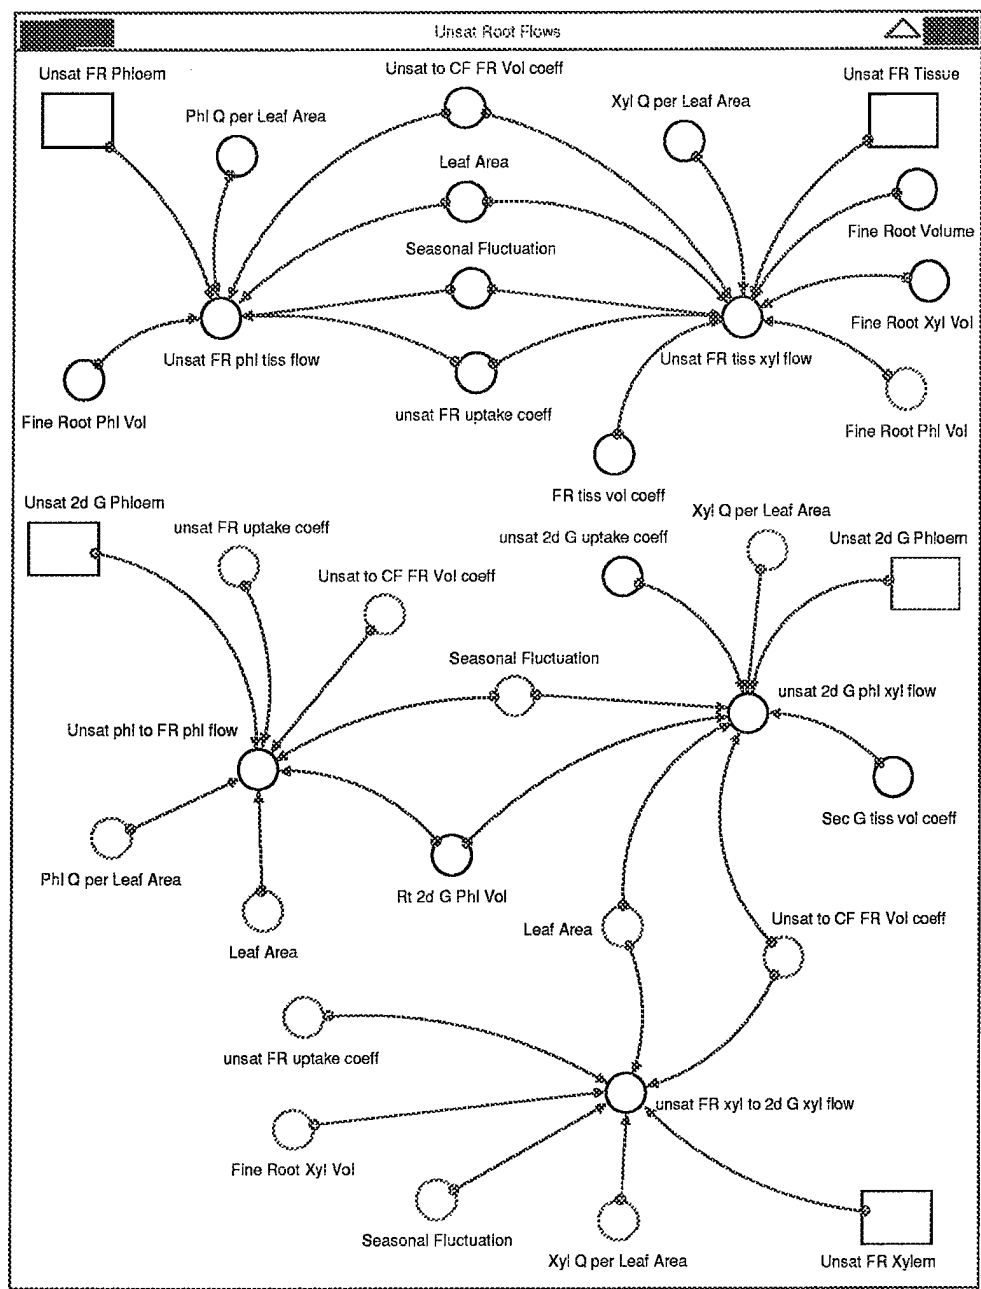 Unsat Root Flows
Unsat FR Phloem
Unsat to CF FR Vol coeff
Unsat FR Tissue
Phl Q per Leaf Area
Xyl Q per Leaf Area
Leaf Area
Fine Root Volume
Seasonal Fluctuation
Fine Root Xyl Vol
Unsat FR phl tiss flow
Unsat FR tiss xyl flow
Fine Root Phl Vol
unsat FR uptake coeff
Fine Root Phl Vol
FR tiss vol coeff
Unsat 2d G Phloem
unsat FR uptake coeff
Xyl Q per Leaf Area
unsat 2d G uptake coeff
Unsat 2d G Phloem
Unsat to CF FR Vol coeff
Seasonal Fluctuation
unsat 2d G phl xyl flow
Unsat phl to FR phl flow
Sec G tiss vol coeff
Phl Q per Leaf Area
Rt 2d G Phl Vol
Leaf Area
Leaf Area
Unsat to CF FR Vol coeff
unsat FR uptake coeff
unsat FR xyl to 2d G xyl flow
Fine Root Xyl Vol
Seasonal Fluctuation
Xyl Q per Leaf Area
Unsat FR Xylem